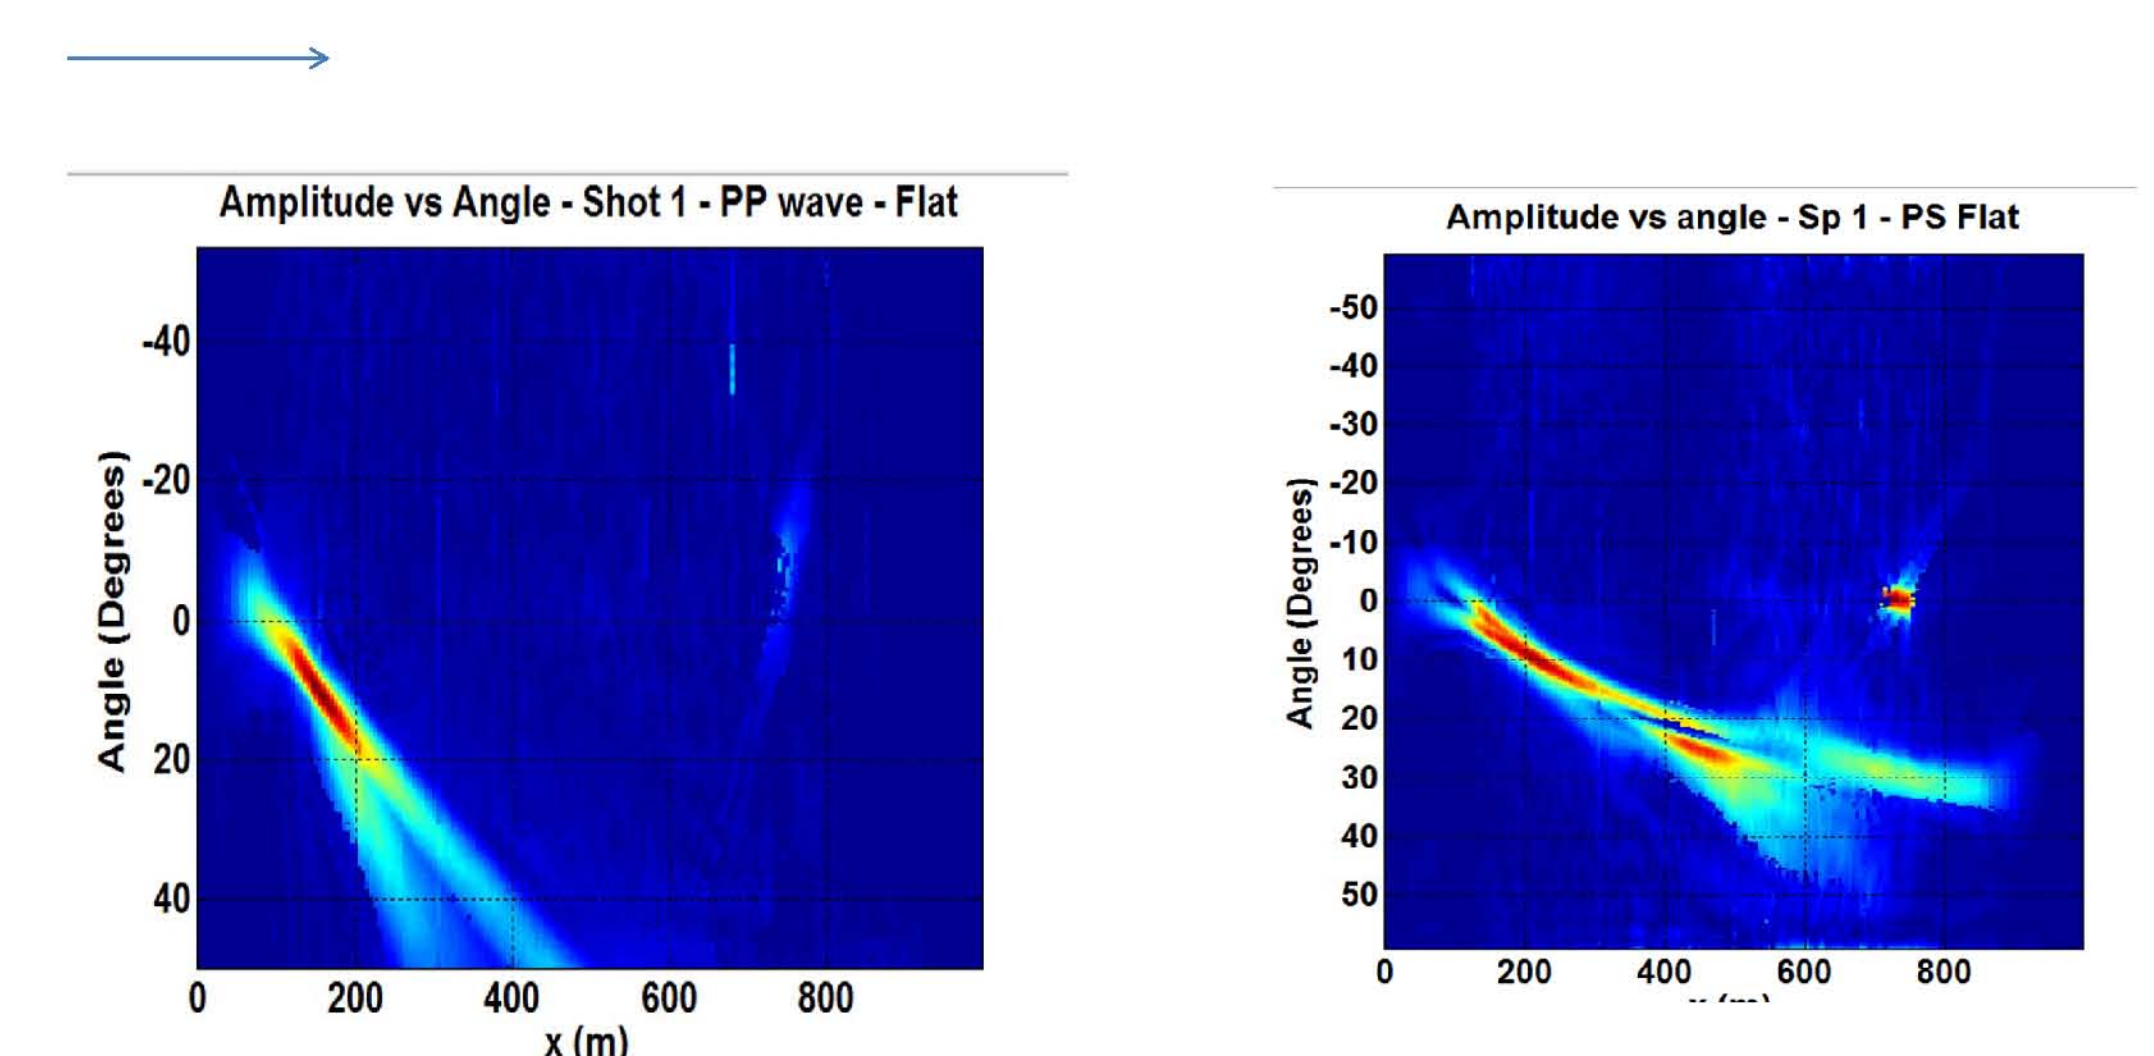 Amplitude vs Angle - Shot 1 - PP wave - Flat
Angle (Degrees)
-40
-20
0
20
40
0 200 400 600 800
x (m)
Amplitude vs angle - Sp 1 - PS Flat
Angle (Degrees)
-50
-40
-30
-20
-10
0
10
20
30
40
50
0 200 400 600 800
x (m)